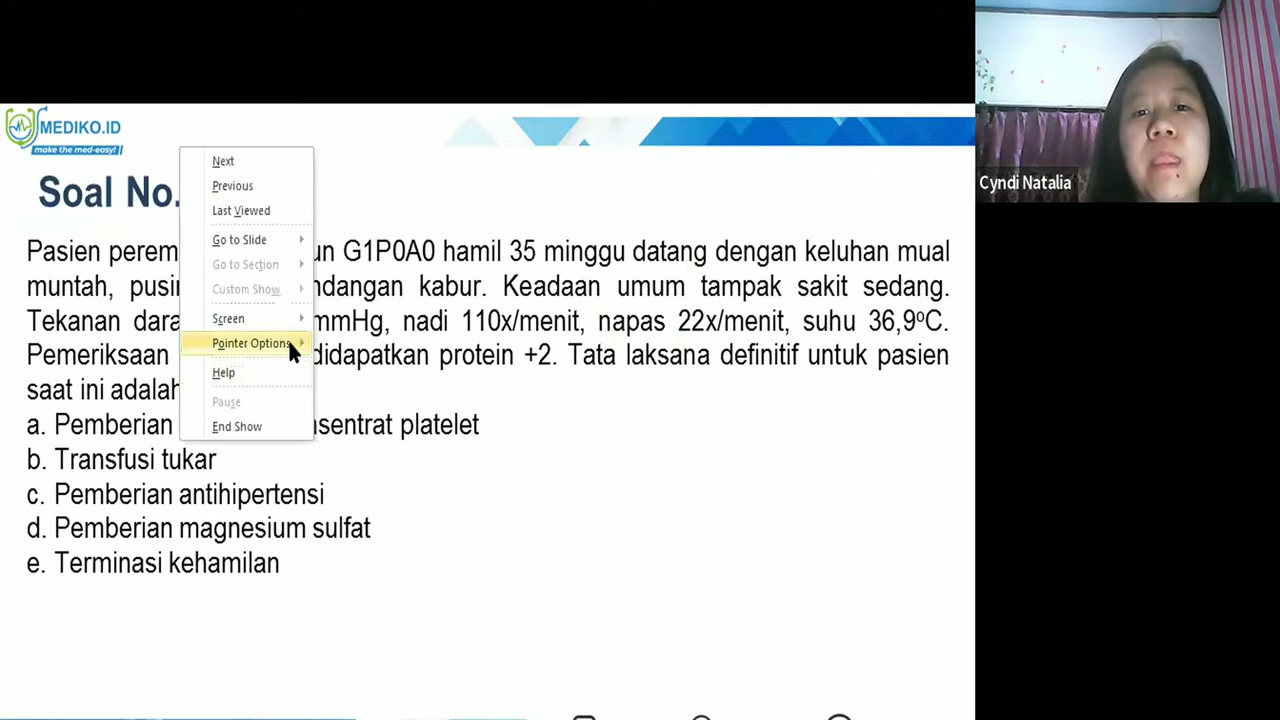 MEDIKO.ID
make the med-easy!
Soal No.
Pasien perem un G1P0A0 hamil 35 minggu datang dengan keluhan mual
muntah, pusi ndangan kabur. Keadaan umum tampak sakit sedang.
Tekanan dara mmHg, nadi 110x/menit, napas 22x/menit, suhu 36,9ºC.
Pemeriksaan didapatkan protein +2. Tata laksana definitif untuk pasien
saat ini adalah
a. Pemberian nsentrat platelet
b. Transfusi tukar
c. Pemberian antihipertensi
d. Pemberian magnesium sulfat
e. Terminasi kehamilan
Next
Previous
Last Viewed
Go to Slide
Go to Section
Custom Show
Screen
Pointer Options
Help
Pause
End Show
Cyndi Natalia